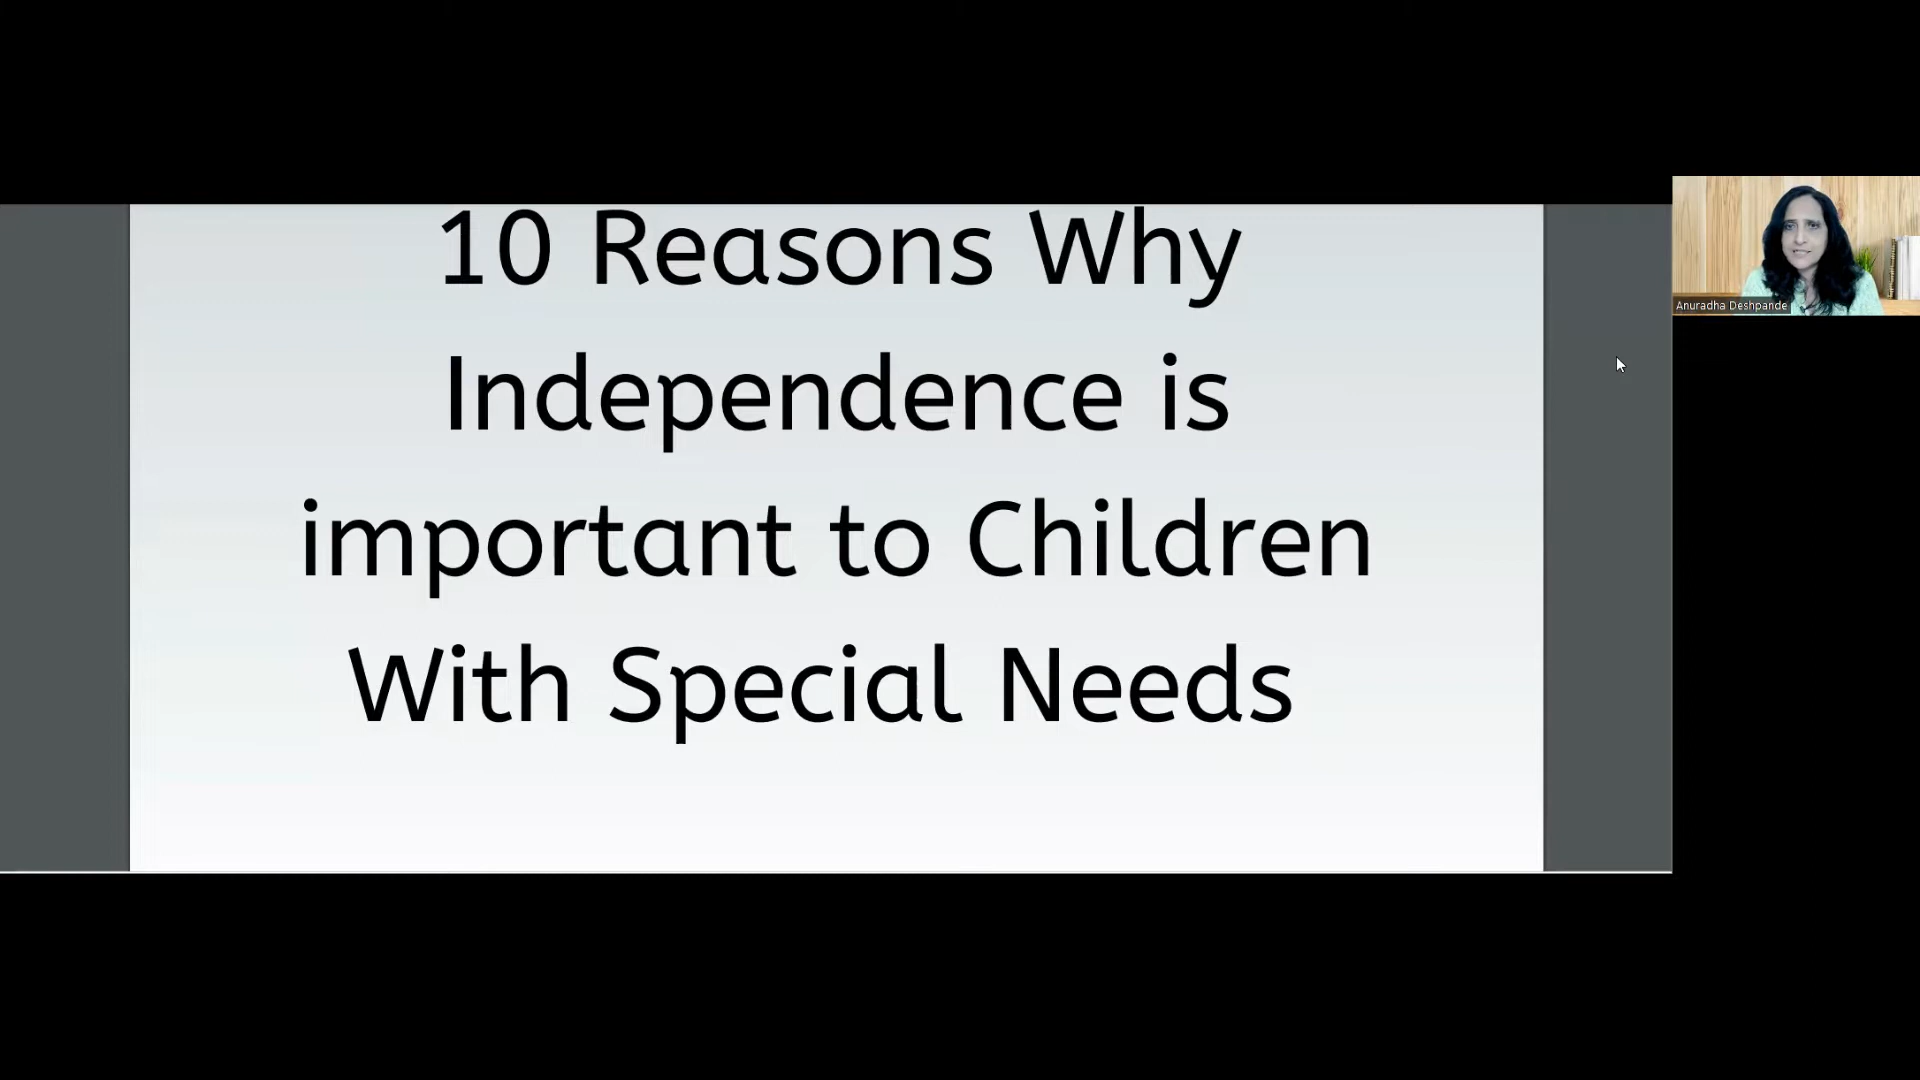 10 Reasons Why
Independence is
important to Children
With Special Needs
Anuradha Deshpande